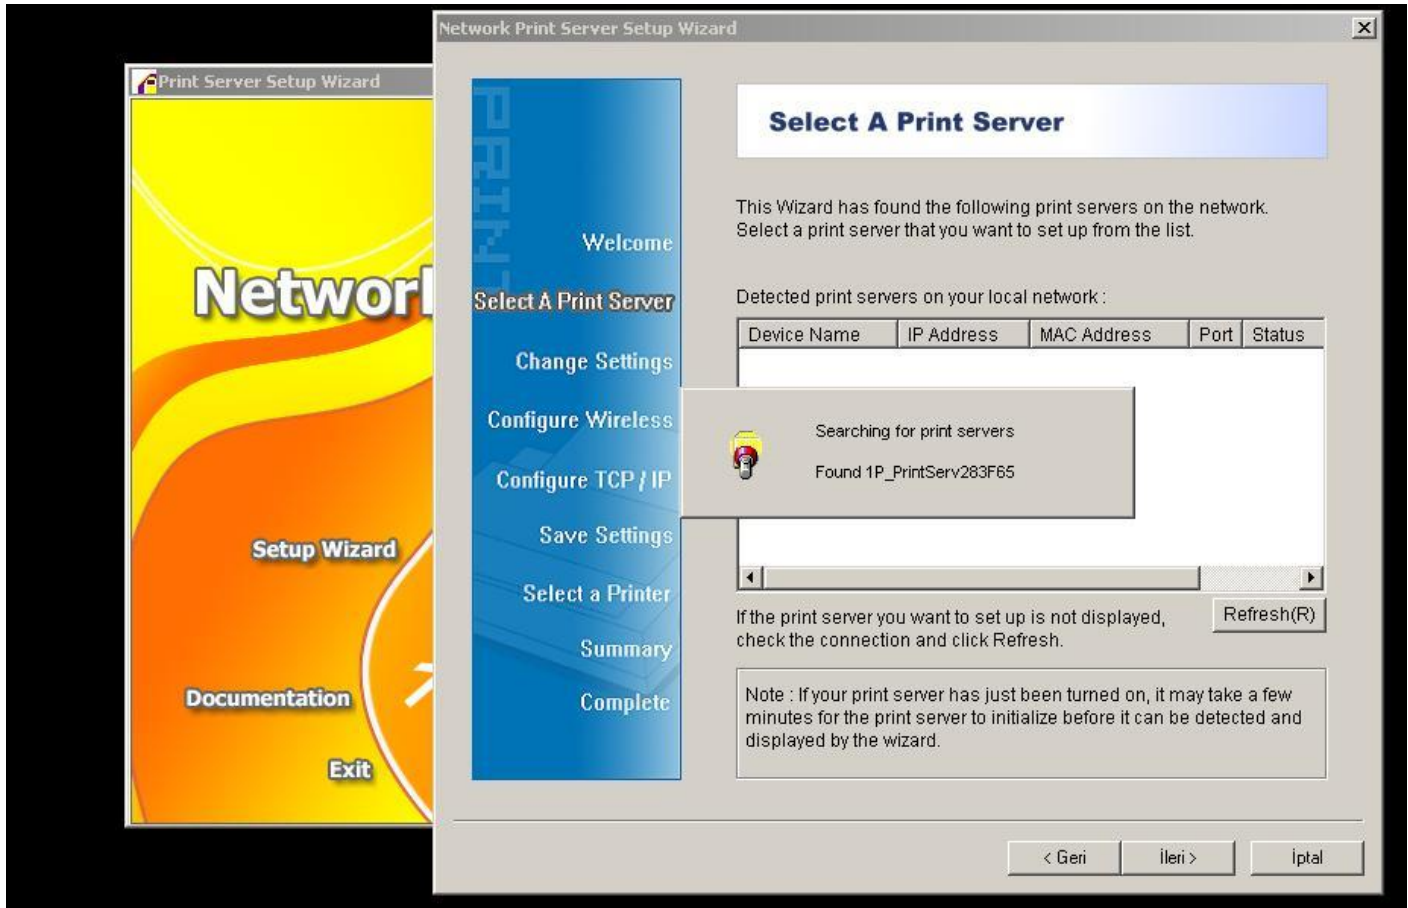 Network Print Server Setup Wizard
Print Server Setup Wizard
Networ
Setup Wizard
Documentation
Exit
PRINT
Welcome
Select A Print Server
Change Settings
Configure Wireless
Configure TCP / IP
Save Settings
Select a Printer
Summary
Complete
Select A Print Server
This Wizard has found the following print servers on the network.
Select a print server that you want to set up from the list.
Detected print servers on your local network :
Device Name IP Address MAC Address Port Status
Searching for print servers
Found 1P_PrintServ283F65
If the print server you want to set up is not displayed,
check the connection and click Refresh.
Refresh(R)
Note : If your print server has just been turned on, it may take a few
minutes for the print server to initialize before it can be detected and
displayed by the wizard.
< Geri İleri > İptal